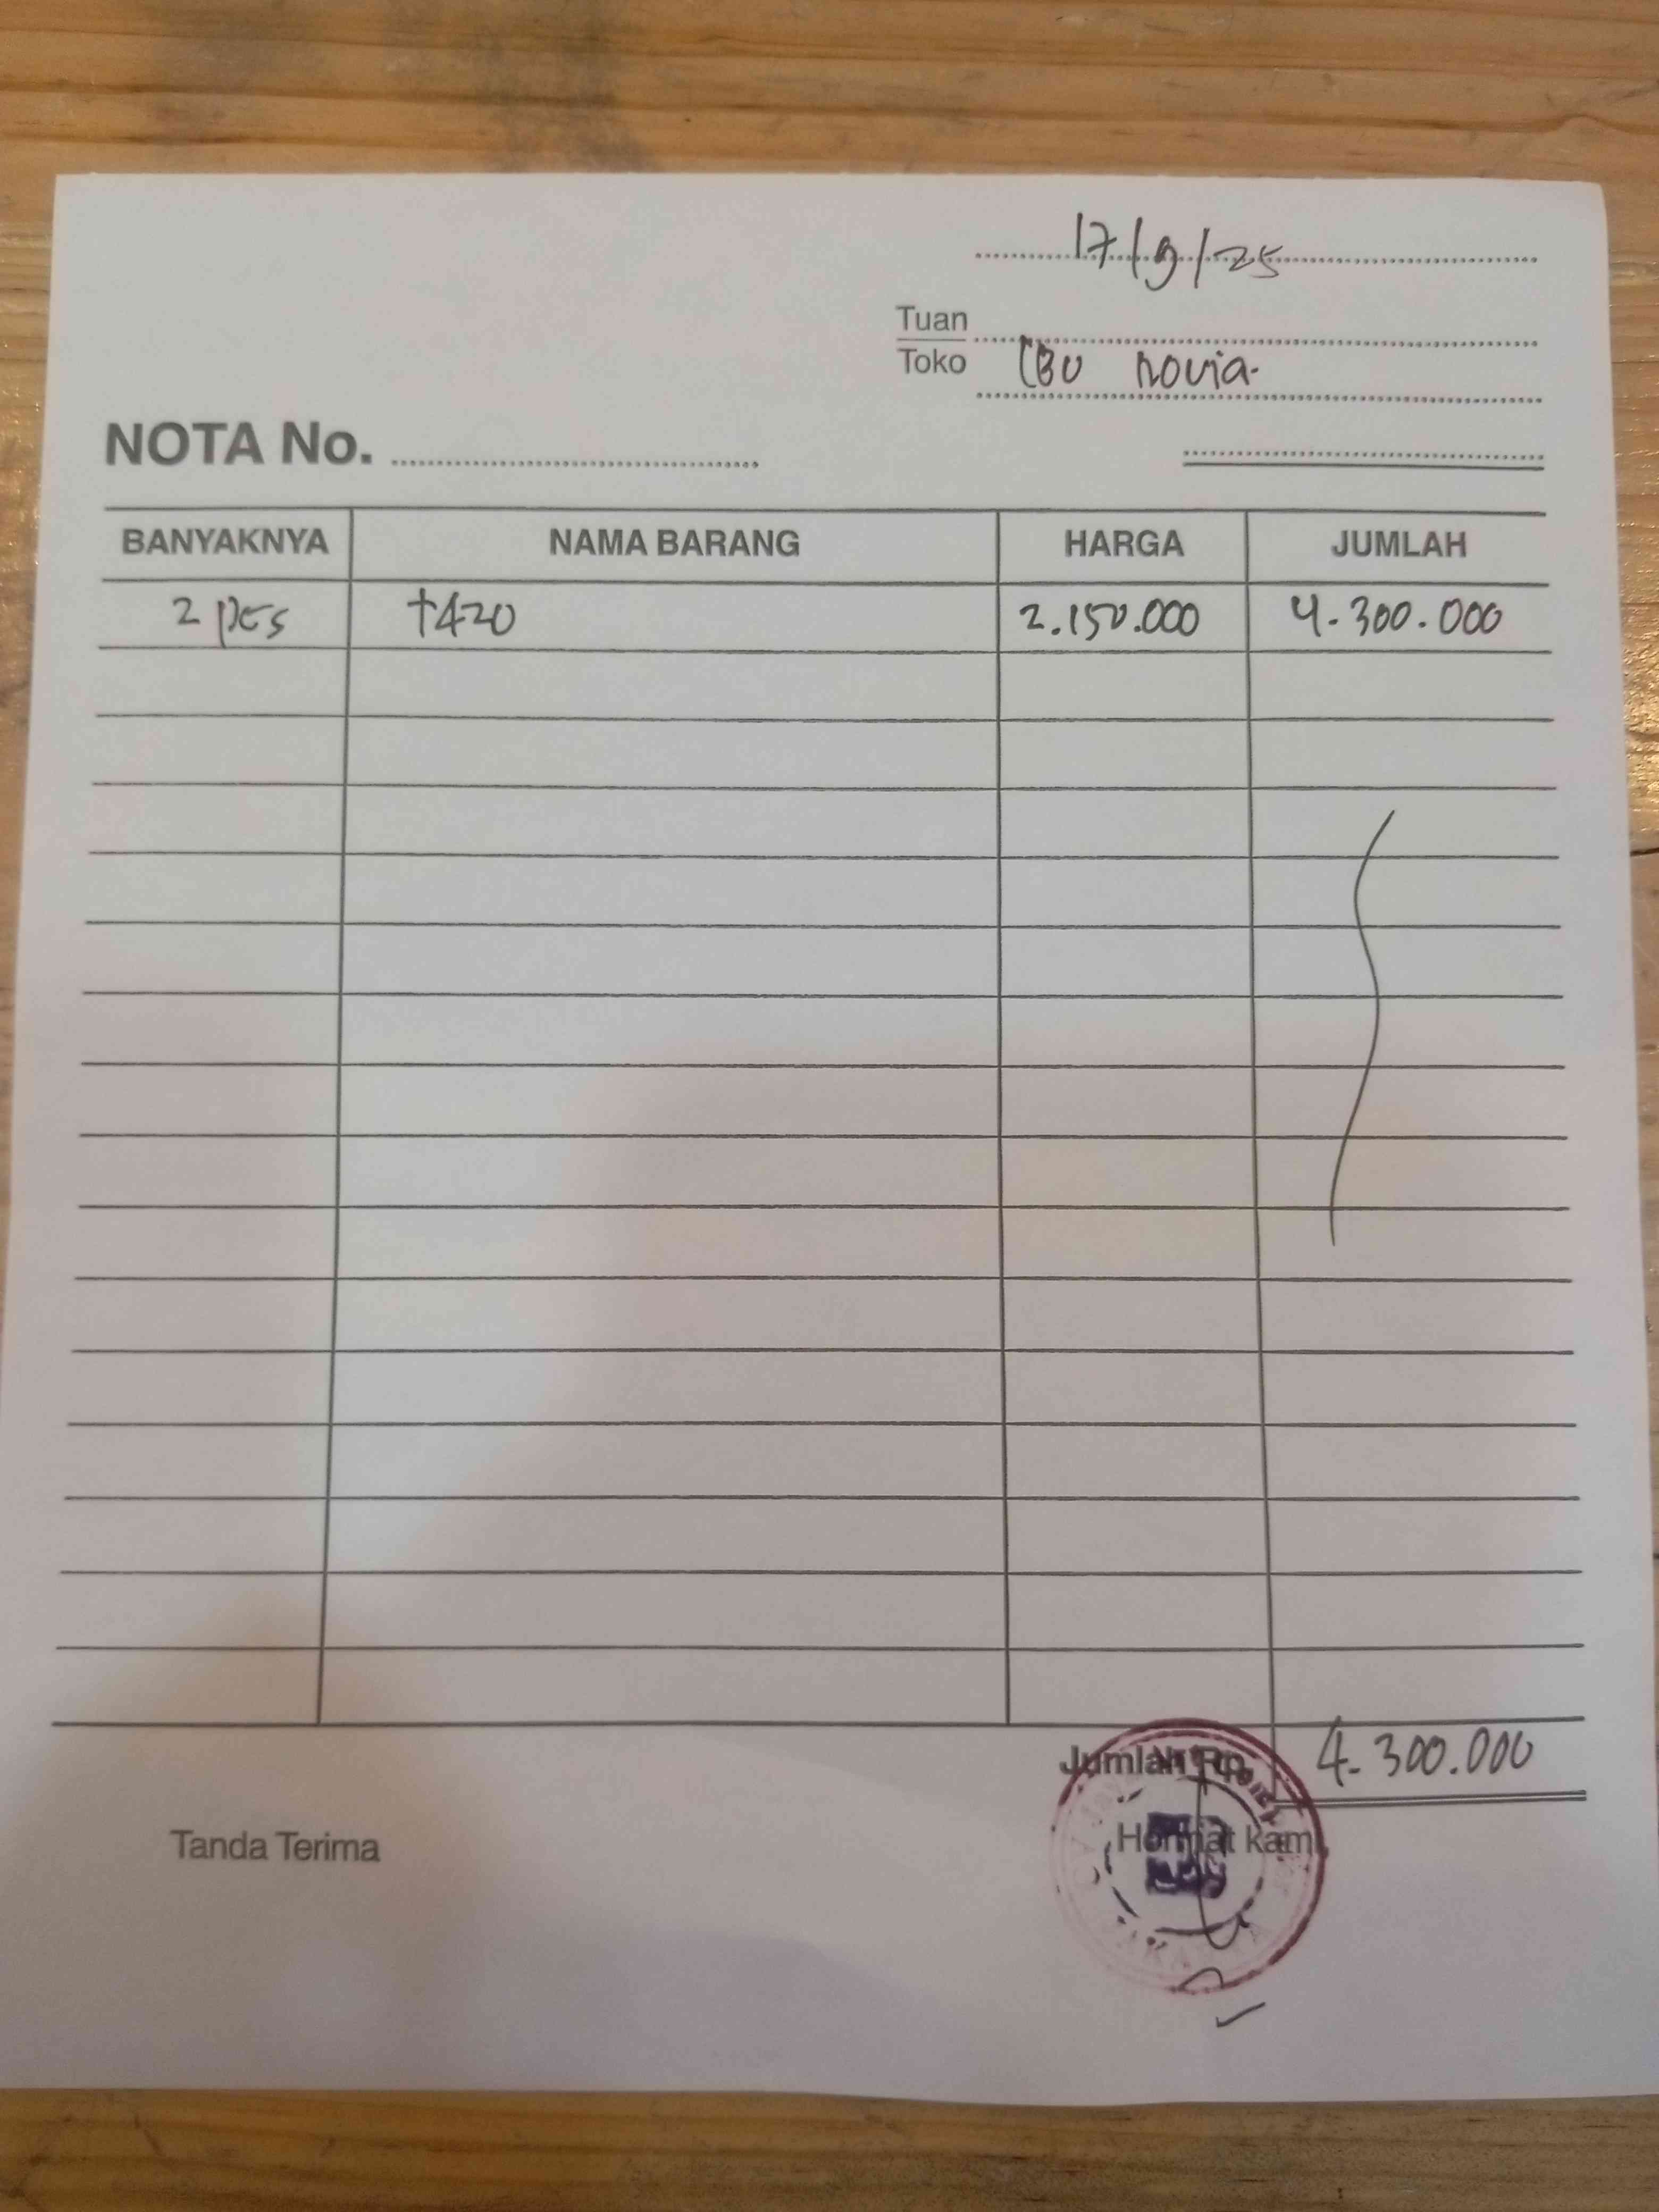 17/9/25
Tuan
Toko Ibu novia
NOTA No.
BANYAKNYA NAMA BARANG HARGA JUMLAH
2 pcs T420 2.150.000 4.300.000
Jumlah Rp. 4.300.000
Tanda Terima Hormat kami,